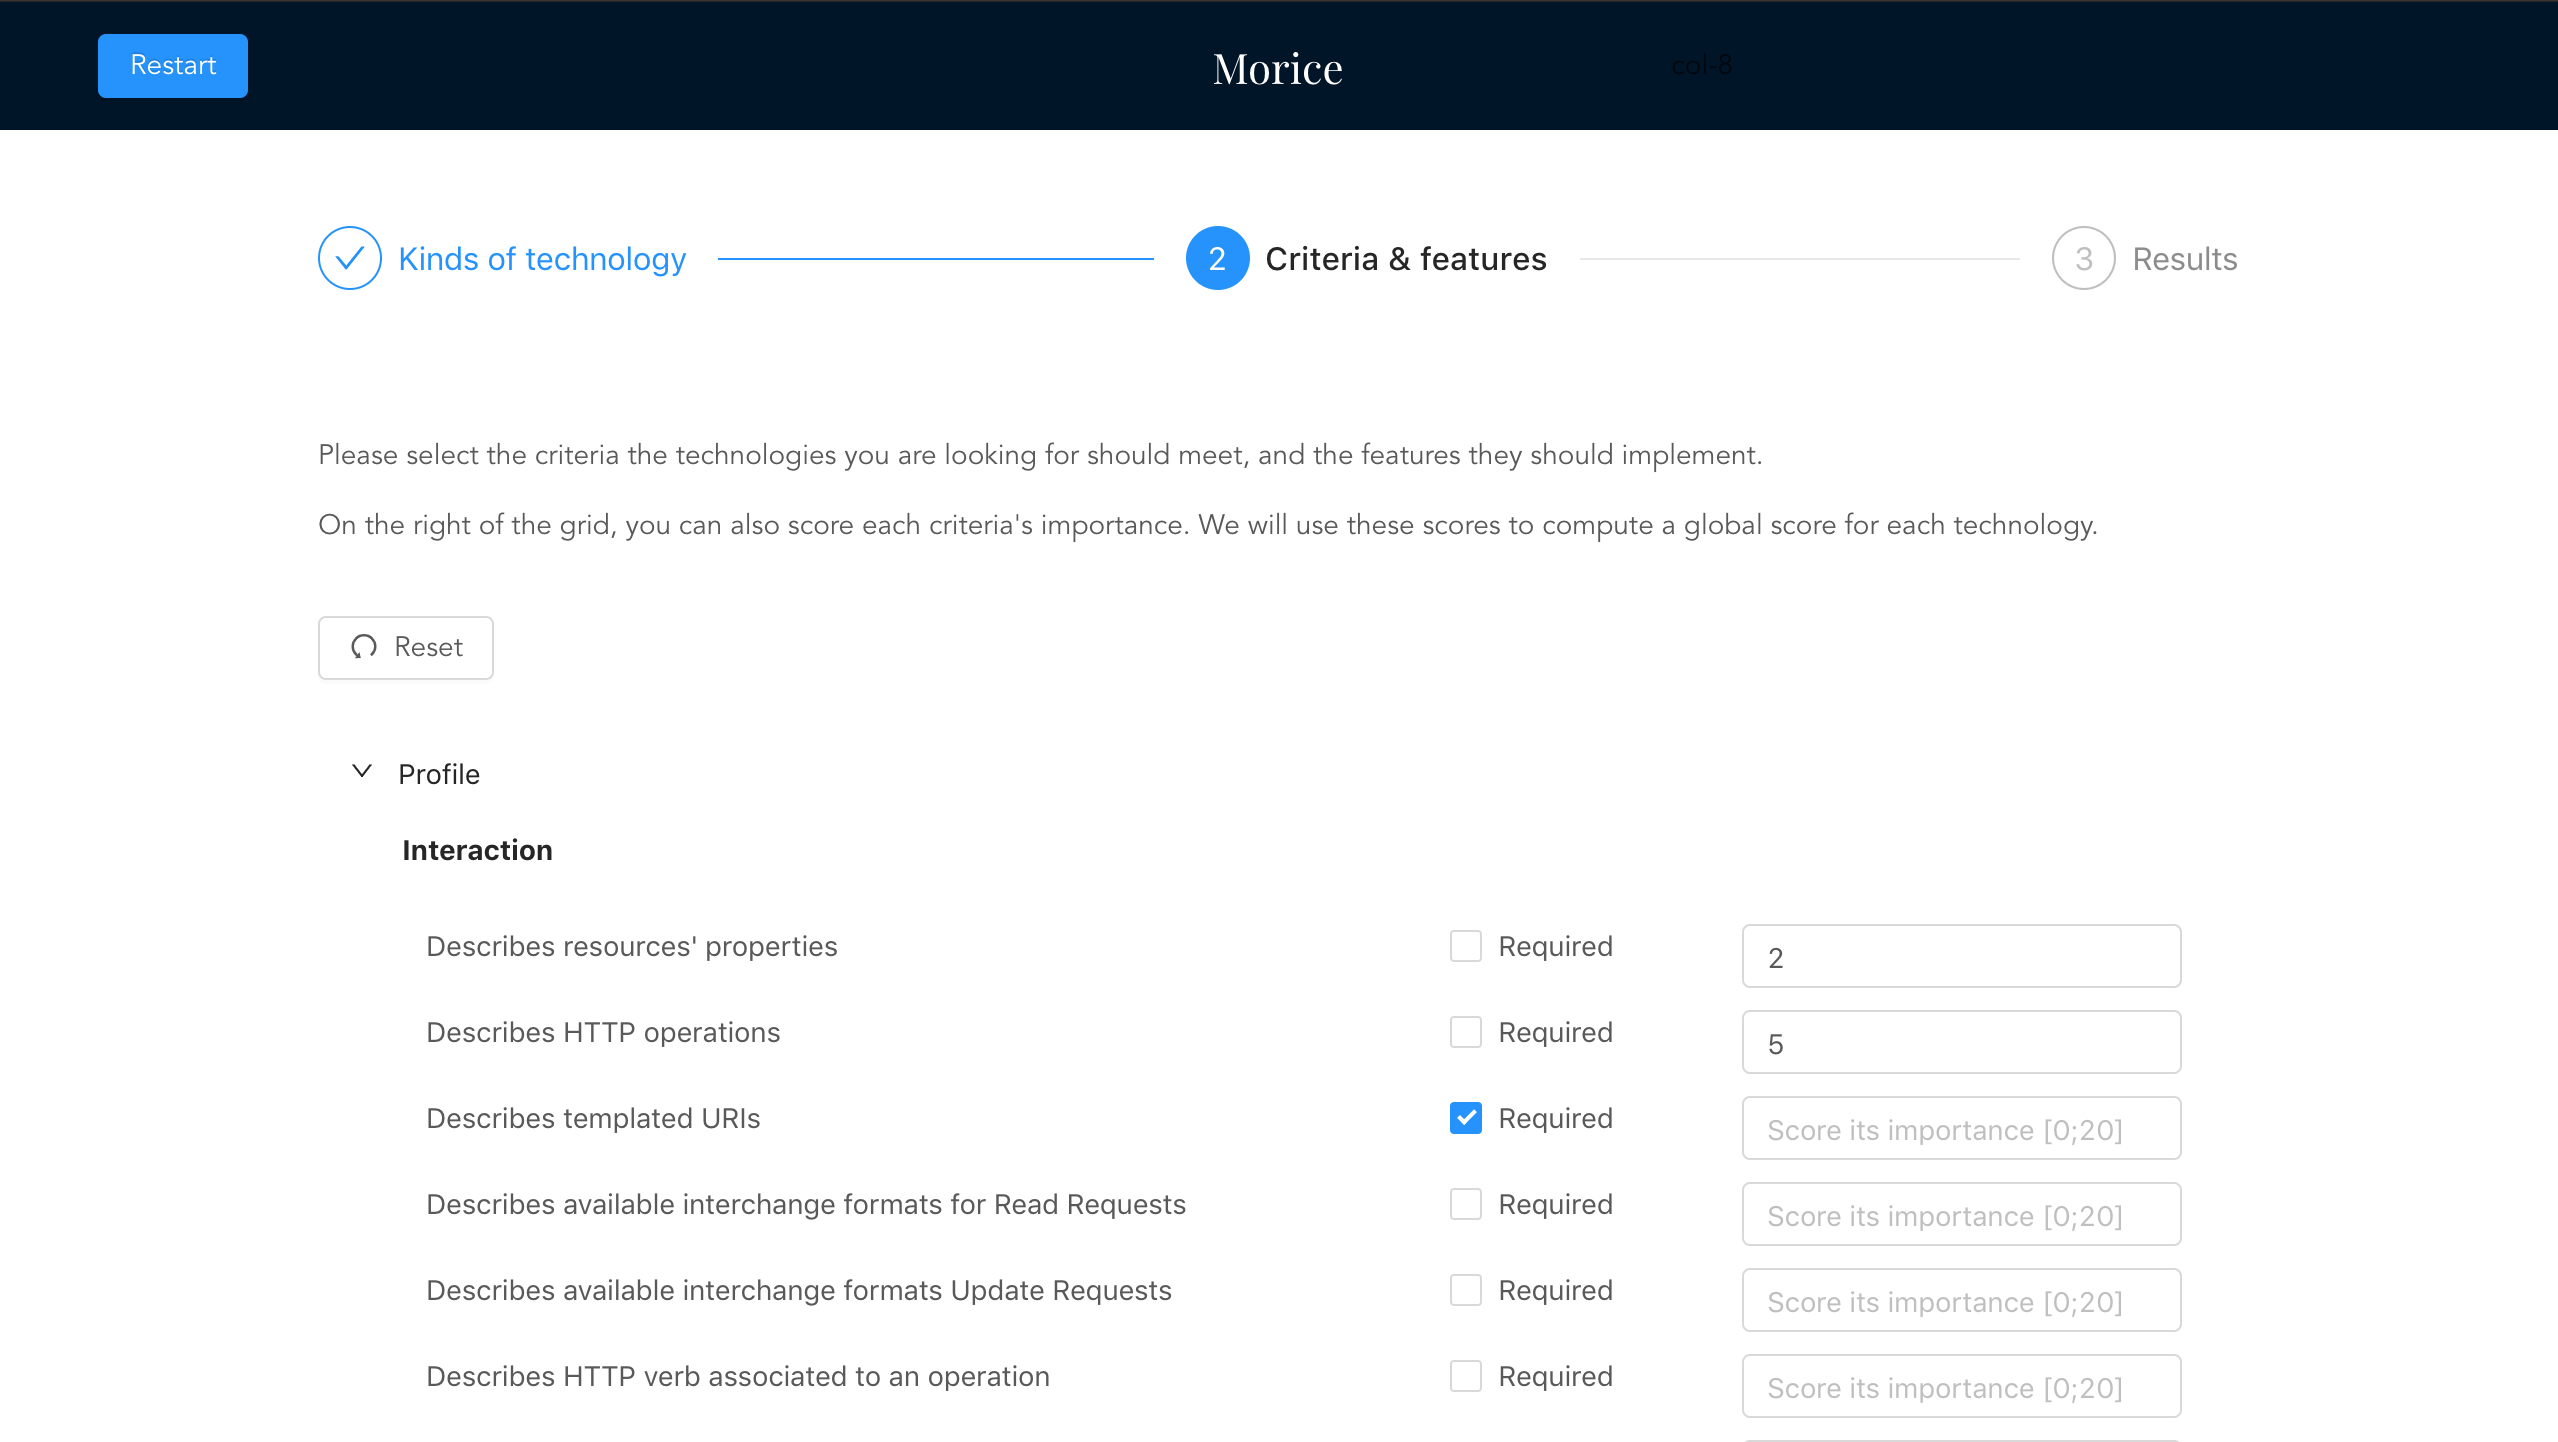 Restart
Morice
col-8
Kinds of technology
2 Criteria & features
3 Results
Please select the criteria the technologies you are looking for should meet, and the features they should implement.
On the right of the grid, you can also score each criteria's importance. We will use these scores to compute a global score for each technology.
Reset
Profile
Interaction
Describes resources' properties Required 2
Describes HTTP operations Required 5
Describes templated URIs Required Score its importance [0;20]
Describes available interchange formats for Read Requests Required Score its importance [0;20]
Describes available interchange formats Update Requests Required Score its importance [0;20]
Describes HTTP verb associated to an operation Required Score its importance [0;20]